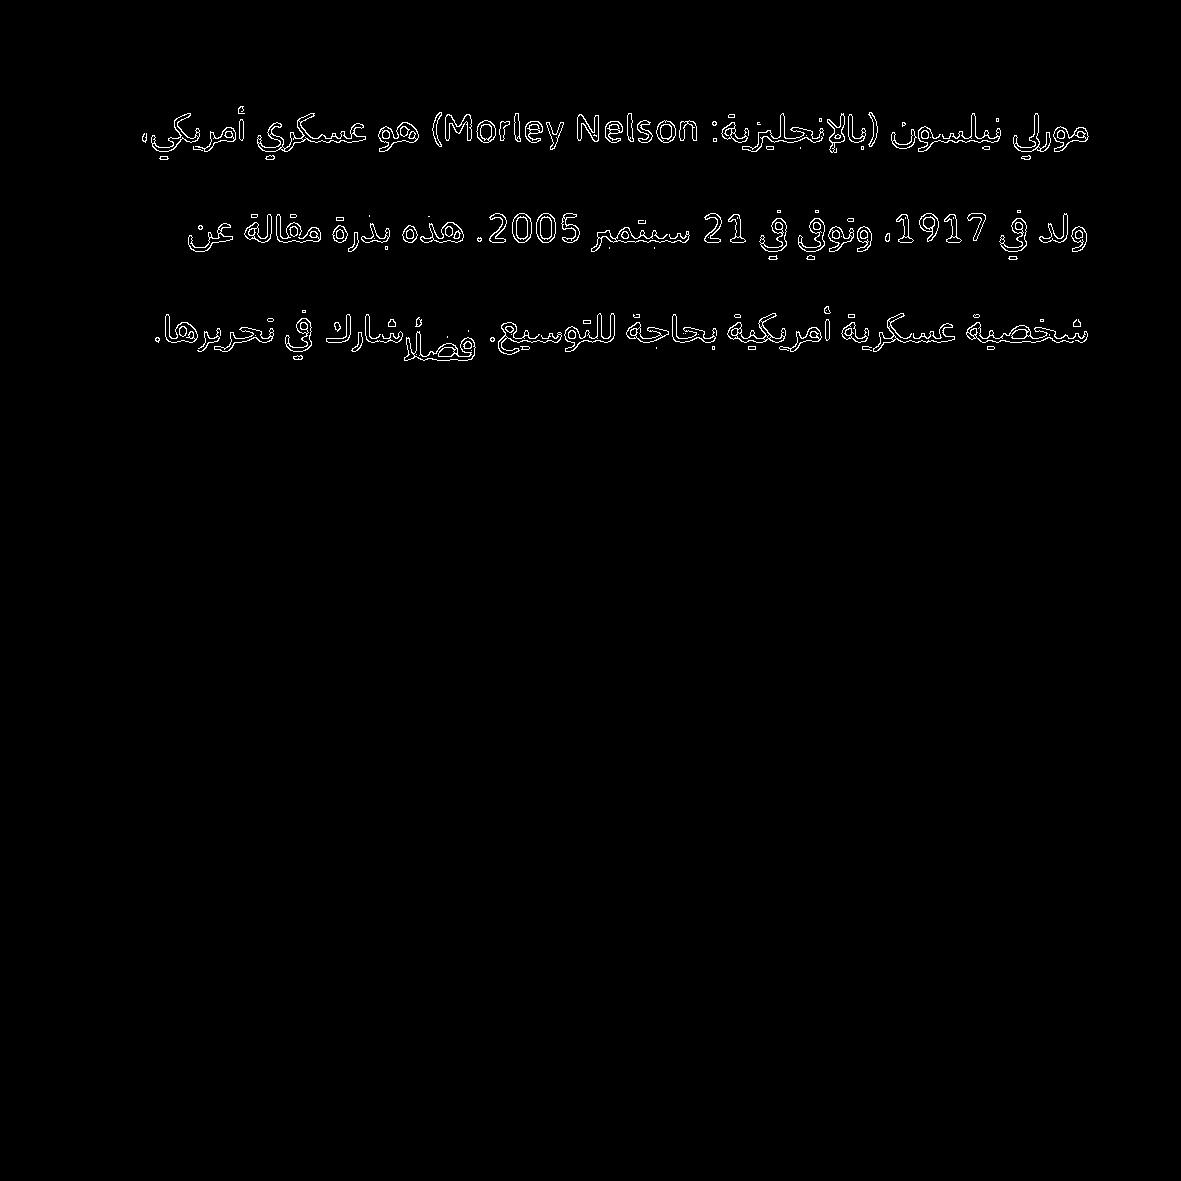 مورلي نيلسون (بالإنجليزية: Morley Nelson) هو عسكري أمريكي،
ولد في 1917، وتوفي في 21 سبتمبر 2005. هذه بذرة مقالة عن
شخصية عسكرية أمريكية بحاجة للتوسيع. فضلاً شارك في تحريرها.